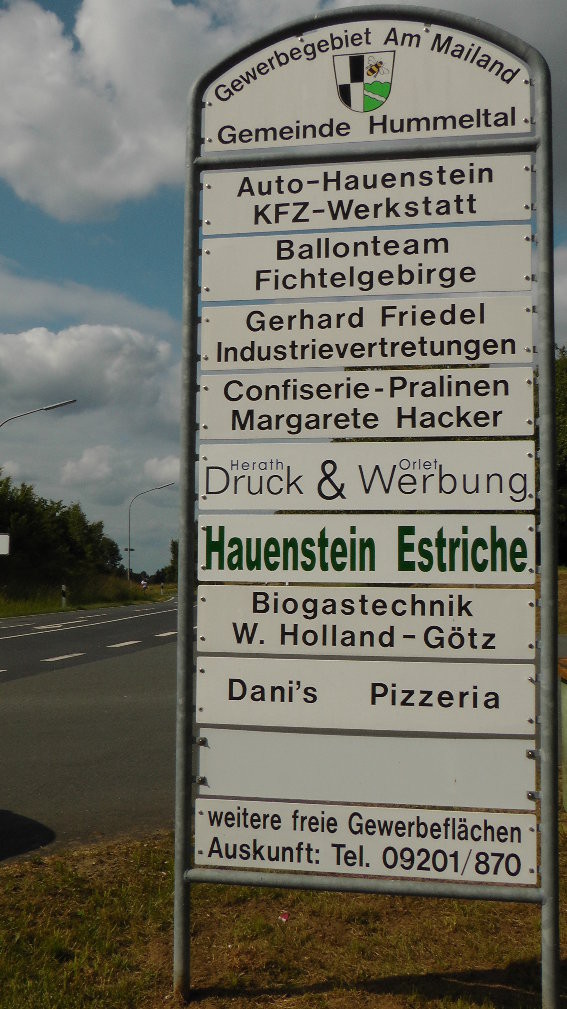 Gewerbegebiet Am Mailand
Gemeinde Hummeltal
Auto-Hauenstein
KFZ-Werkstatt
Ballonteam
Fichtelgebirge
Gerhard Friedel
Industrievertretungen
Confiserie-Pralinen
Margarete Hacker
Herath Orlet
Druck & Werbung
Hauenstein Estriche
Biogastechnik
W. Holland-Götz
Dani's Pizzeria
weitere freie Gewerbeflächen
Auskunft: Tel. 09201/870